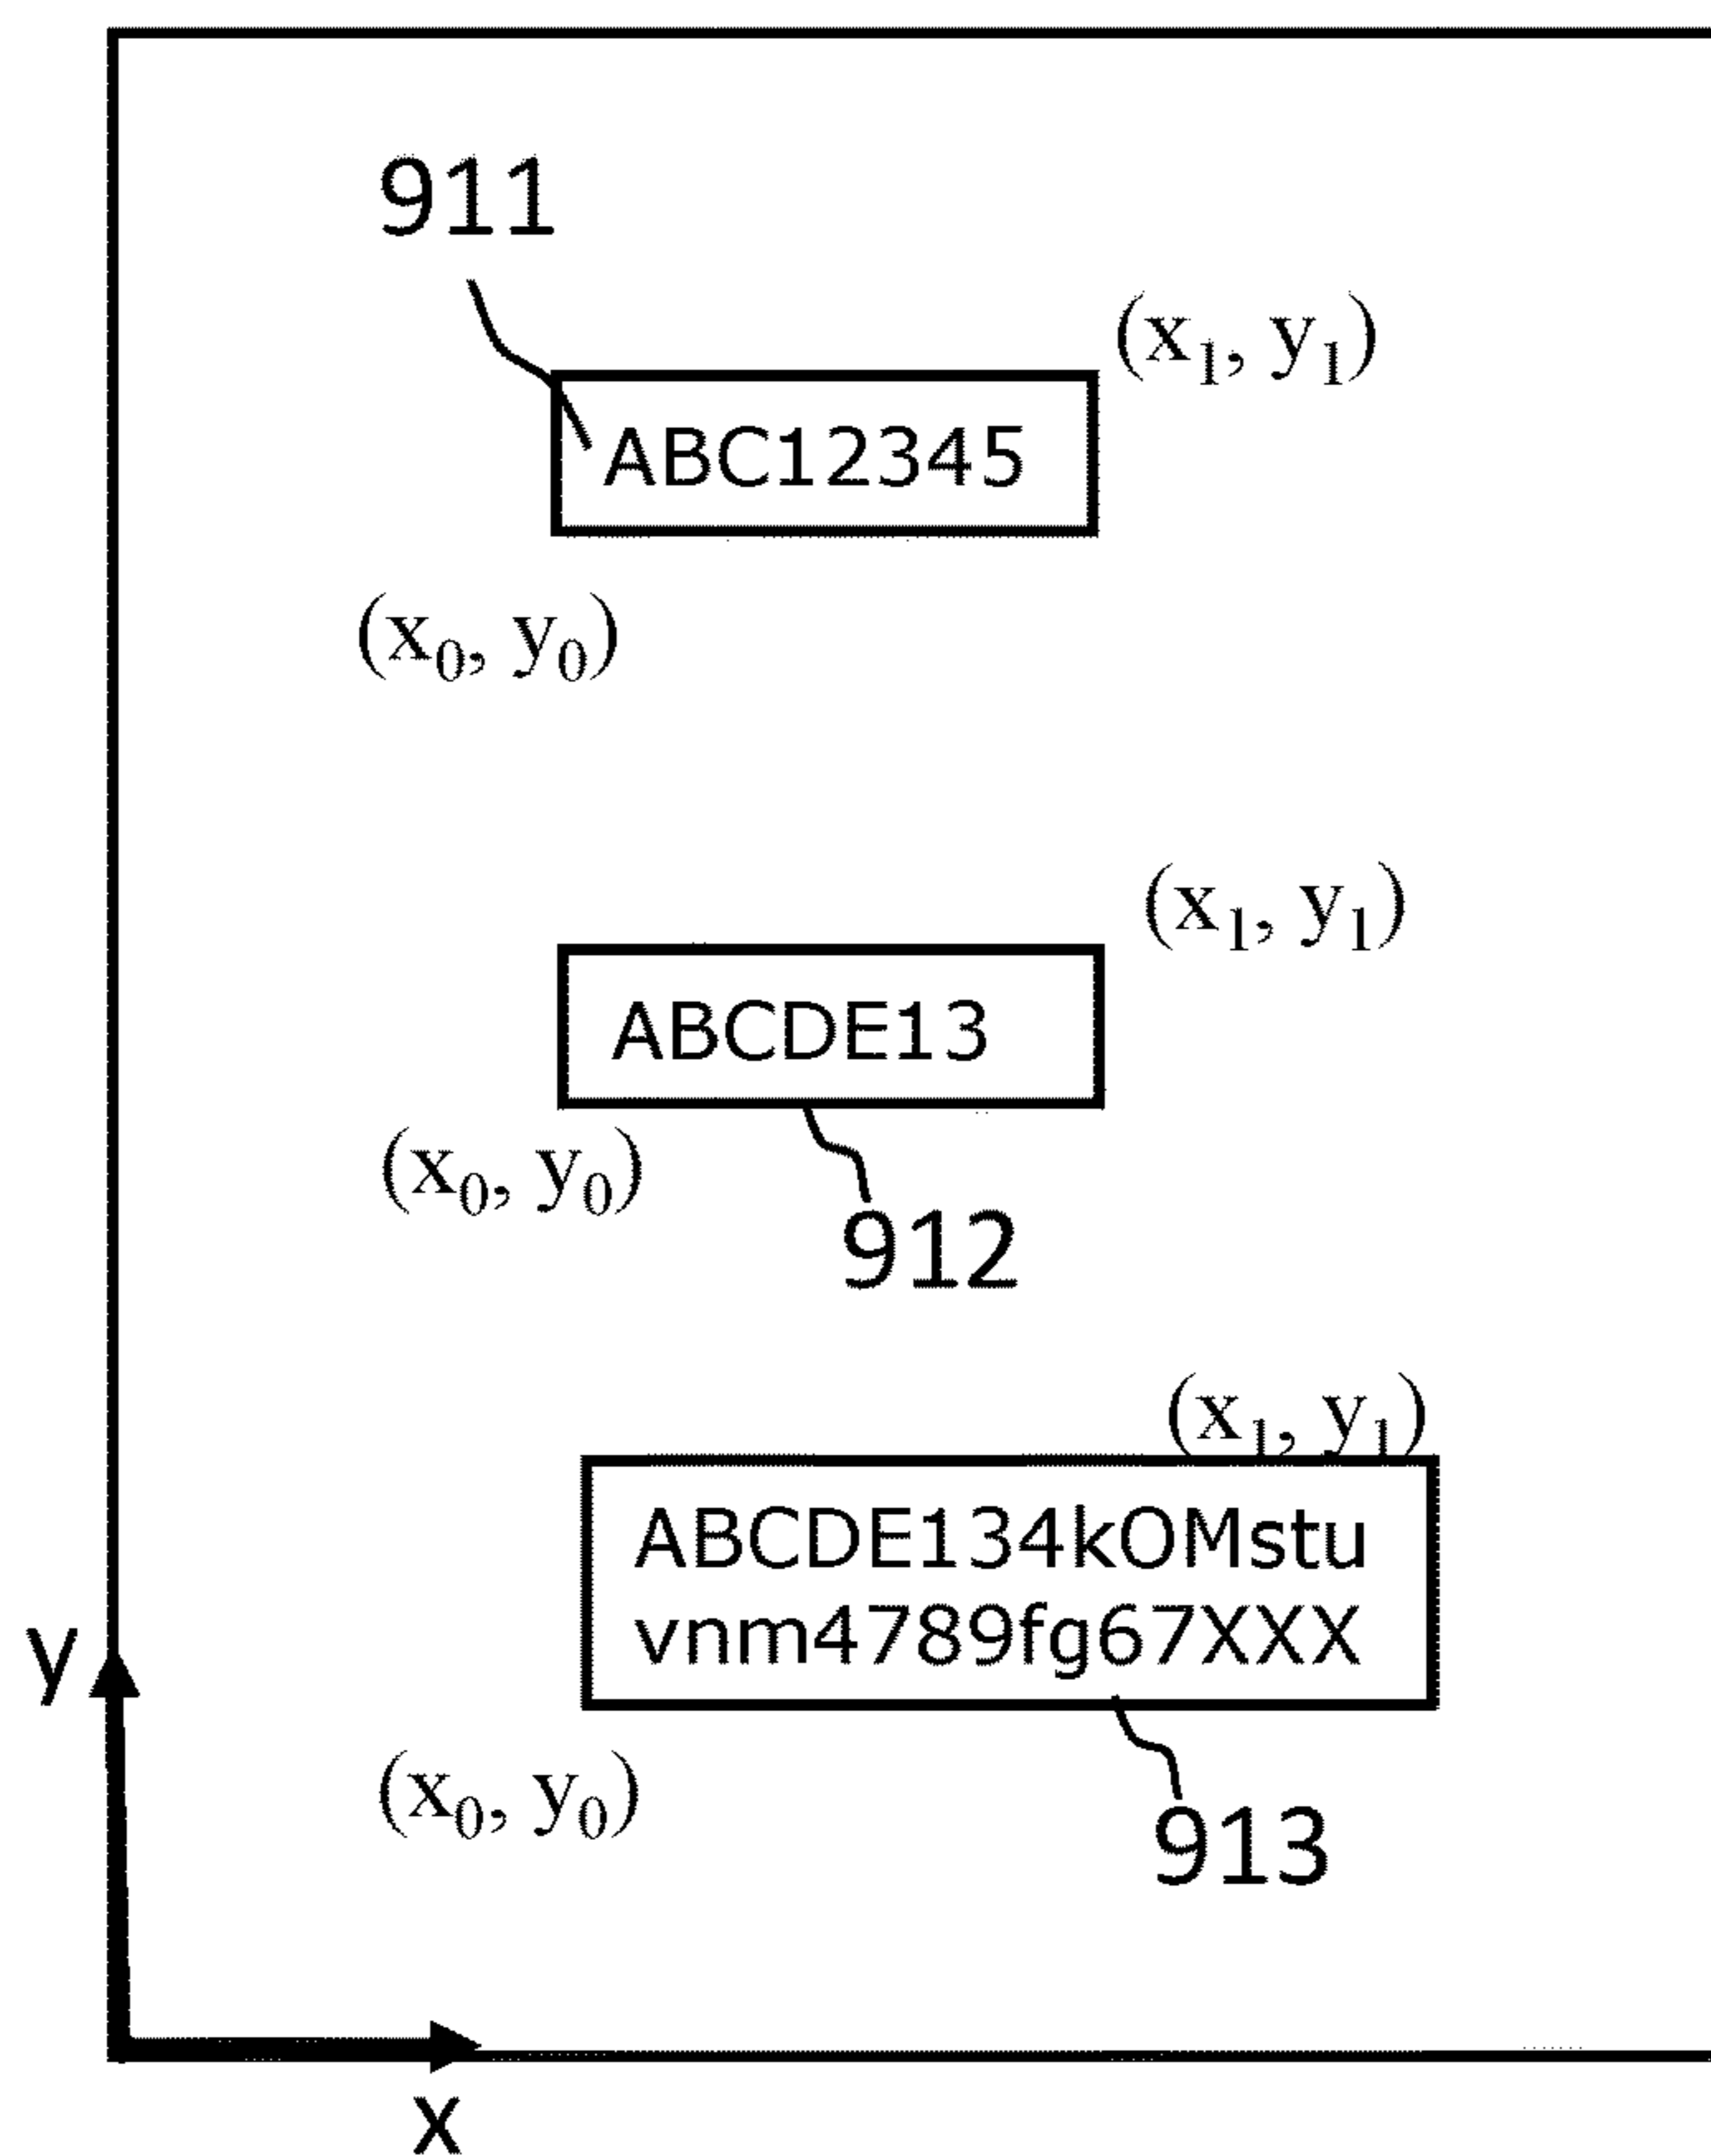 911
(x₁, y₁)
ABC12345
(x₀, y₀)
(x₁, y₁)
ABCDE13
(x₀, y₀)
912
(x₁, y₁)
ABCDE134kOMstu
vnm4789fg67XXX
y
(x₀, y₀)
913
x